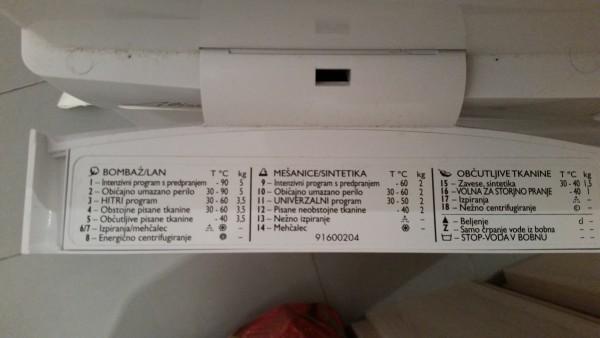 BOMBAŽ/LAN T °C kg
1 – Intenzivni program s predpranjem - 90 5
2 – Običajno umazano perilo 30 - 90 5
3 – HITRI program 30 - 60 3,5
4 – Obstojne pisane tkanine 30 - 60 3,5
5 – Občutljive pisane tkanine - 40 3,5
6/7 – Izpiranja/mehčalec –
8 – Energično centrifugiranje –
MEŠANICE/SINTETIKA T °C kg
9 – Intenzivni program s predpranjem - 60 2
10 – Običajno umazano perilo 30 - 60 2
11 – UNIVERZALNI program 30 - 50 2
12 – Pisane neobstojne tkanine - 40 2
13 – Nežno izpiranje –
14 – Mehčalec –
91600204
OBČUTLJIVE TKANINE T °C kg
15 – Zavese, sintetika 30 - 40 1,5
16 –VOLNA ZA STORJNO PRANJE - 40 1
17 – Izpiranja –
18 – Nežno centrifugiranje –
– Beljenje d –
Z – Samo črpanje vode iz bobna – –
– STOP-VODA V BOBNU – –